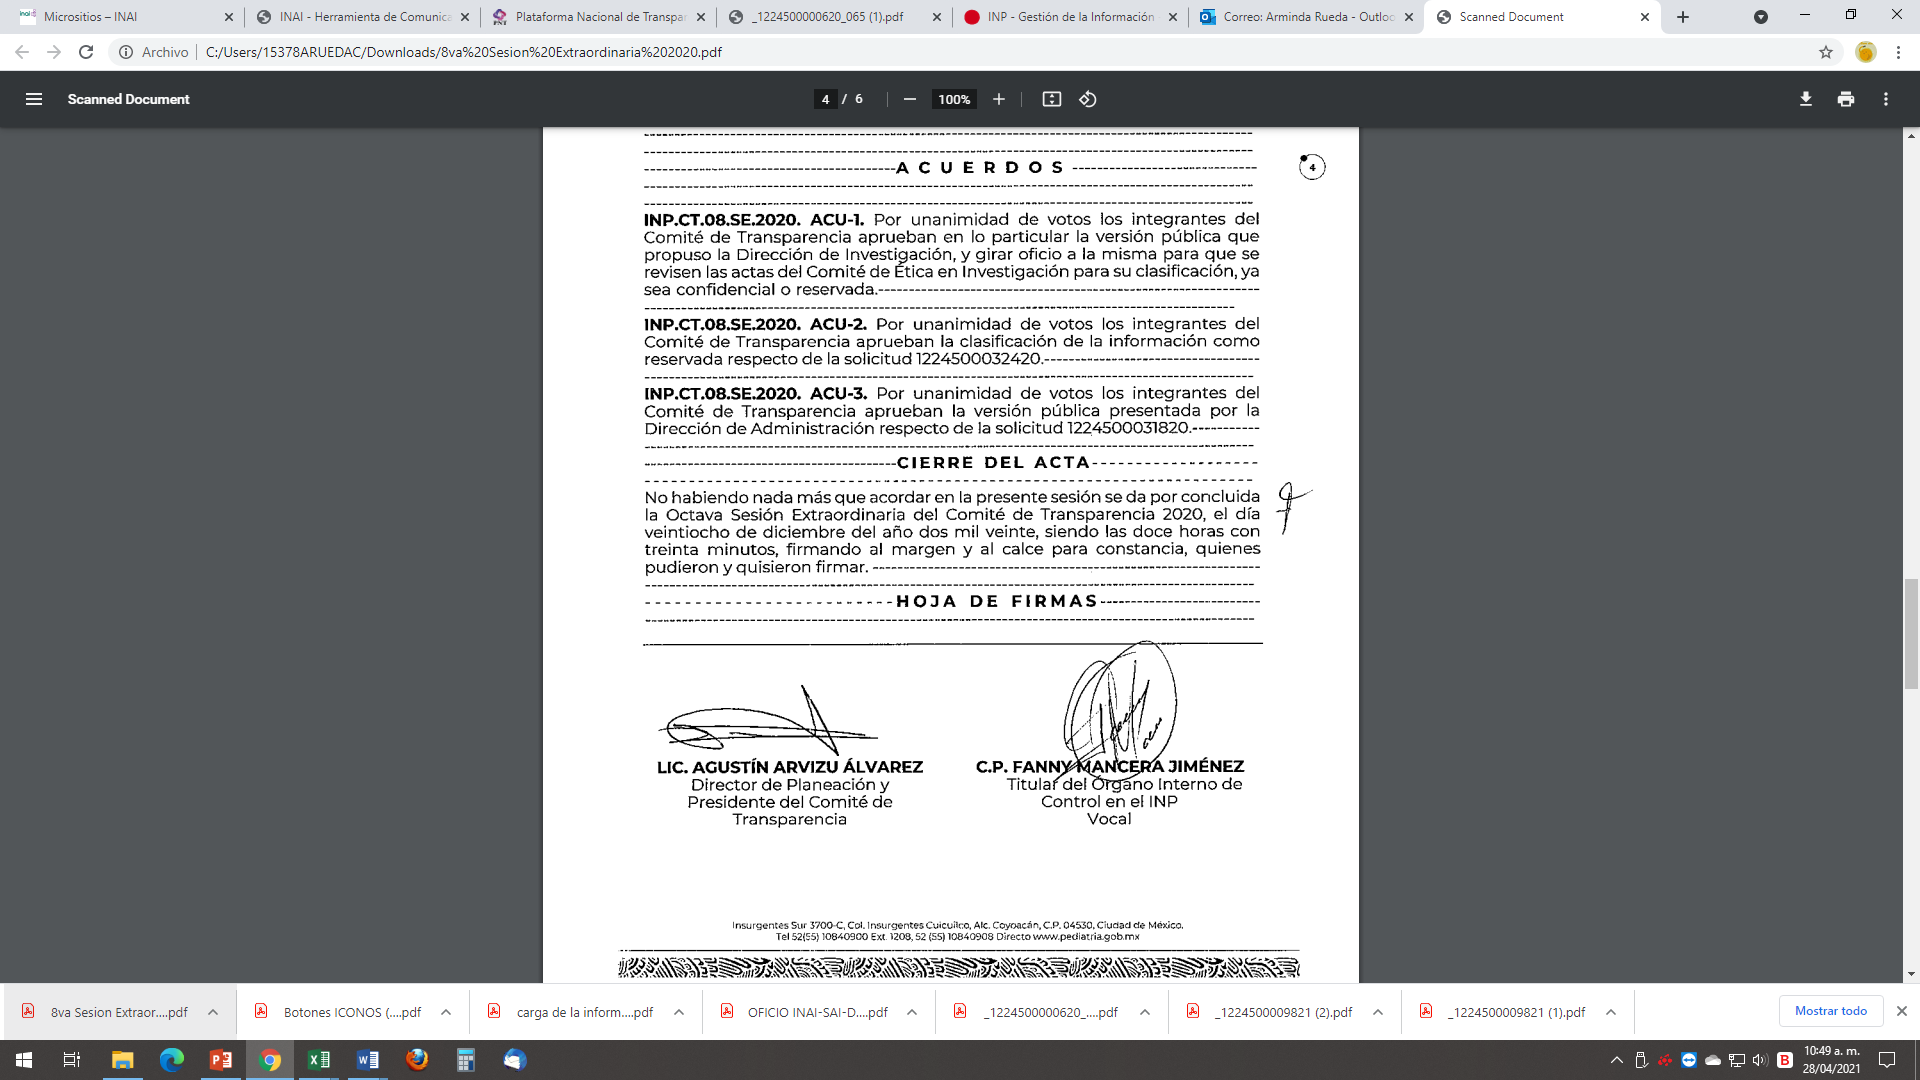 Micrositios – INAI
INAI - Herramienta de Comunica
Plataforma Nacional de Transpar
_1224500000620_065 (1).pdf
INP - Gestión de la Información
Correo: Arminda Rueda - Outloo
Scanned Document
Archivo C:/Users/15378ARUEDAC/Downloads/8va%20Sesion%20Extraordinaria%202020.pdf
Scanned Document
4 / 6
100%
ACUERDOS
4
INP.CT.08.SE.2020. ACU-1. Por unanimidad de votos los integrantes del
Comité de Transparencia aprueban en lo particular la versión pública que
propuso la Dirección de Investigación, y girar oficio a la misma para que se
revisen las actas del Comité de Ética en Investigación para su clasificación, ya
sea confidencial o reservada.
INP.CT.08.SE.2020. ACU-2. Por unanimidad de votos los integrantes del
Comité de Transparencia aprueban la clasificación de la información como
reservada respecto de la solicitud 1224500032420.
INP.CT.08.SE.2020. ACU-3. Por unanimidad de votos los integrantes del
Comité de Transparencia aprueban la versión pública presentada por la
Dirección de Administración respecto de la solicitud 1224500031820.
CIERRE DEL ACTA
No habiendo nada más que acordar en la presente sesión se da por concluida
la Octava Sesión Extraordinaria del Comité de Transparencia 2020, el día
veintiocho de diciembre del año dos mil veinte, siendo las doce horas con
treinta minutos, firmando al margen y al calce para constancia, quienes
pudieron y quisieron firmar.
HOJA DE FIRMAS
LIC. AGUSTÍN ARVIZU ÁLVAREZ
Director de Planeación y
Presidente del Comité de
Transparencia
C.P. FANNY MANCERA JIMÉNEZ
Titular del Órgano Interno de
Control en el INP
Vocal
Insurgentes Sur 3700-C, Col. Insurgentes Cuicuilco, Alc. Coyoacán, C.P. 04530, Ciudad de México.
Tel 52(55) 10840900 Ext. 1208, 52 (55) 10840908 Directo www.pediatria.gob.mx
8va Sesion Extraor....pdf
Botones ICONOS (....pdf
carga de la inform....pdf
OFICIO INAI-SAI-D....pdf
_1224500000620_....pdf
_1224500009821 (2).pdf
_1224500009821 (1).pdf
Mostrar todo
10:49 a. m.
28/04/2021